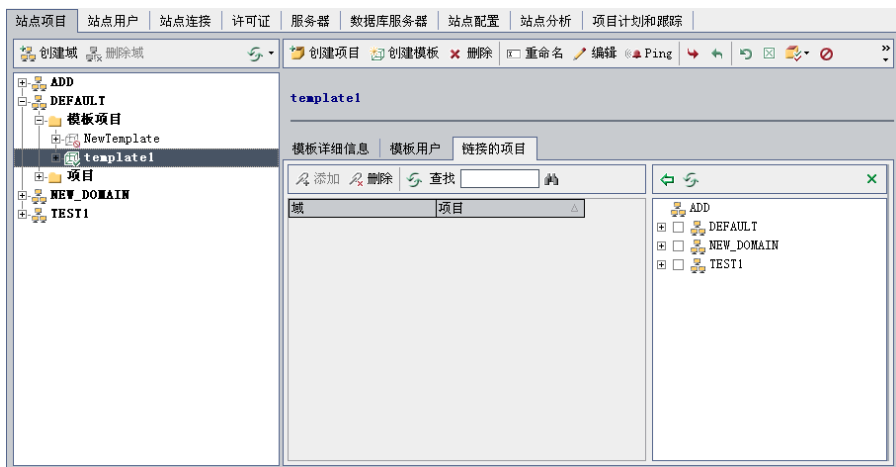 站点项目 站点用户 站点连接 许可证 服务器 数据库服务器 站点配置 站点分析 项目计划和跟踪
创建域 删除域
创建项目 创建模板 删除 重命名 编辑 Ping
ADD
DEFAULT
模板项目
NewTemplate
template1
项目
NEW_DOMAIN
TEST1
template1
模板详细信息 模板用户 链接的项目
添加 删除 查找
域 项目
ADD
DEFAULT
NEW_DOMAIN
TEST1